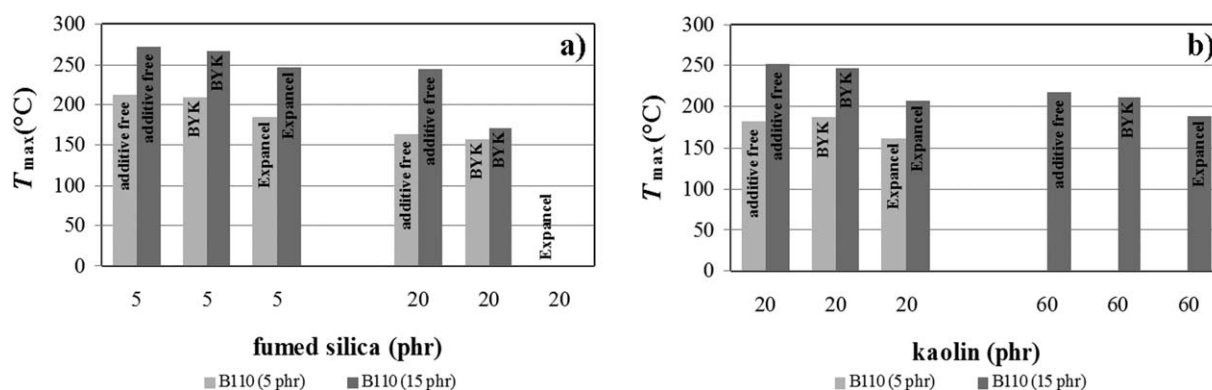 a)
T max (°C)
300
250
200
150
100
50
0
additive free
additive free
BYK
BYK
Expancel
Expancel
additive free
additive free
BYK
BYK
Expancel
5 5 5 20 20 20
fumed silica (phr)
B110 (5 phr) B110 (15 phr)
b)
T max (°C)
300
250
200
150
100
50
0
additive free
additive free
BYK
BYK
Expancel
Expancel
additive free
BYK
Expancel
20 20 20 60 60 60
kaolin (phr)
B110 (5 phr) B110 (15 phr)